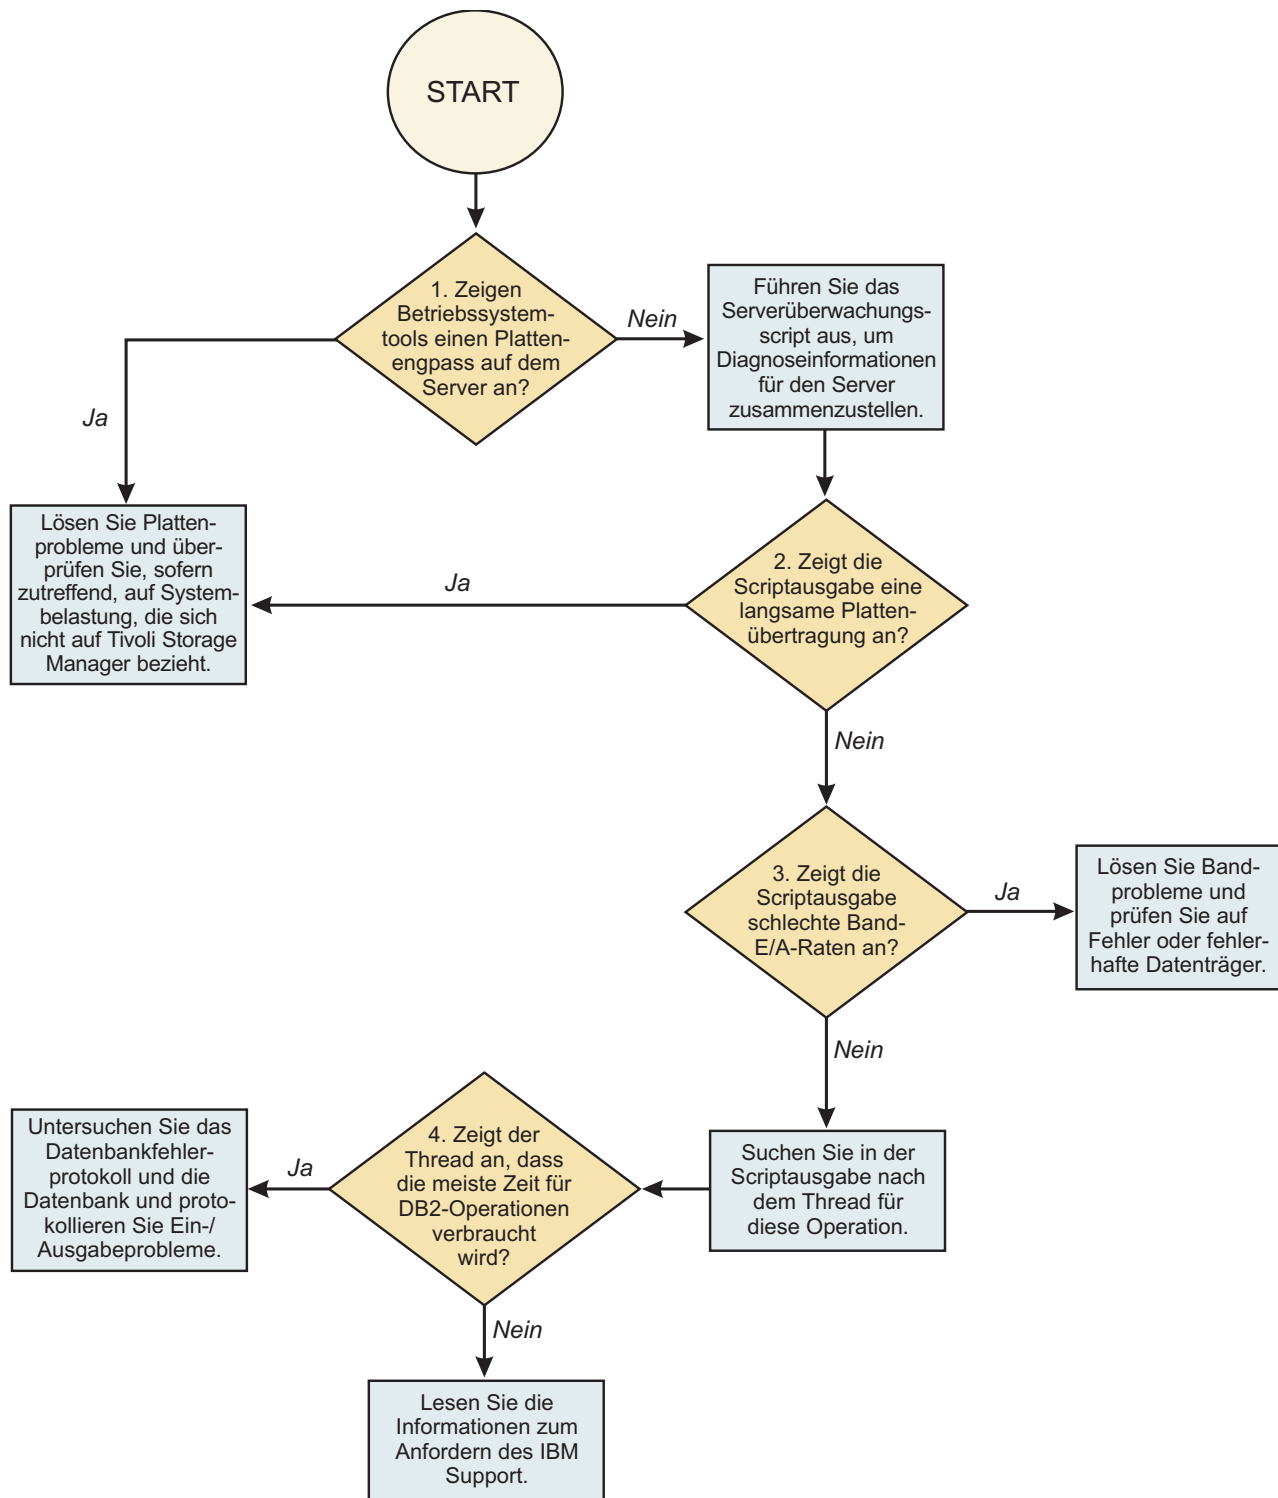 START
1. Zeigen
Betriebssystem-
tools einen Platten-
engpass auf dem
Server an?
Nein
Führen Sie das
Serverüberwachungs-
script aus, um
Diagnoseinformationen
für den Server
zusammenzustellen.
Ja
Lösen Sie Platten-
probleme und über-
prüfen Sie, sofern
zutreffend, auf System-
belastung, die sich
nicht auf Tivoli Storage
Manager bezieht.
Ja
2. Zeigt die
Scriptausgabe eine
langsame Platten-
übertragung an?
Nein
3. Zeigt die
Scriptausgabe
schlechte Band-
E/A-Raten an?
Ja
Lösen Sie Band-
probleme und
prüfen Sie auf
Fehler oder fehler-
hafte Datenträger.
Nein
Suchen Sie in der
Scriptausgabe nach
dem Thread für
diese Operation.
4. Zeigt der
Thread an, dass
die meiste Zeit für
DB2-Operationen
verbraucht
wird?
Ja
Untersuchen Sie das
Datenbankfehler-
protokoll und die
Datenbank und proto-
kollieren Sie Ein-/
Ausgabeprobleme.
Nein
Lesen Sie die
Informationen zum
Anfordern des IBM
Support.